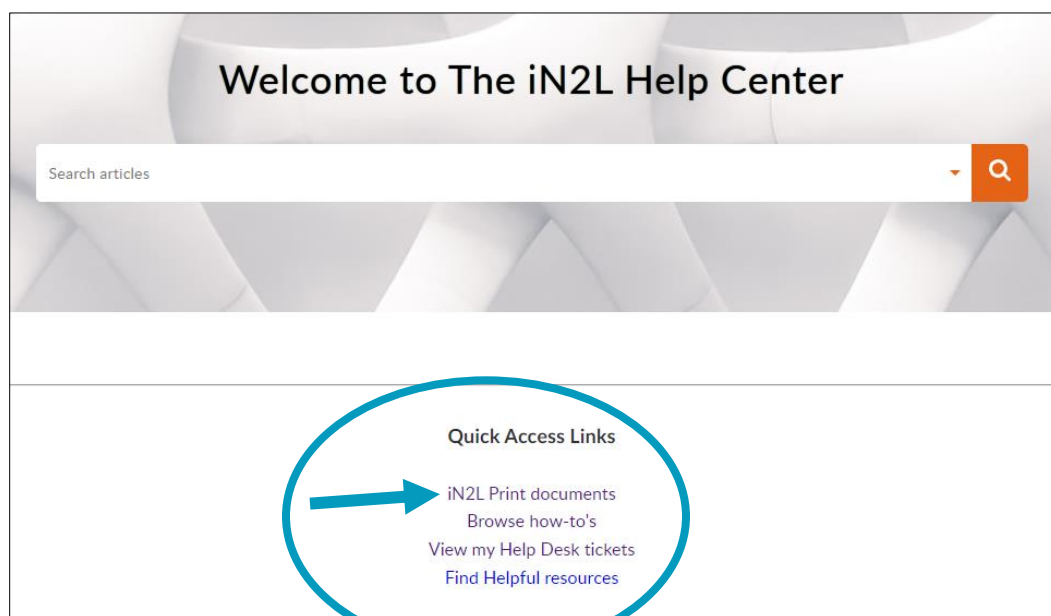 Welcome to The iN2L Help Center
Search articles
Quick Access Links
iN2L Print documents
Browse how-to's
View my Help Desk tickets
Find Helpful resources